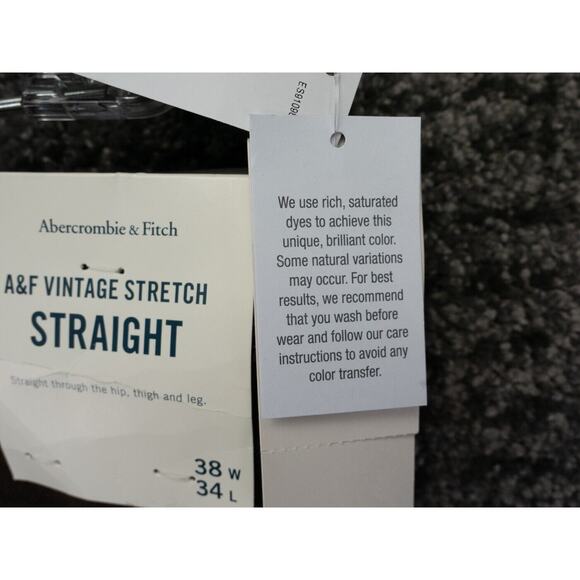 Abercrombie & Fitch
A&F VINTAGE STRETCH
STRAIGHT
Straight through the hip, thigh and leg.
38 W
34 L
We use rich, saturated
dyes to achieve this
unique, brilliant color.
Some natural variations
may occur. For best
results, we recommend
that you wash before
wear and follow our care
instructions to avoid any
color transfer.